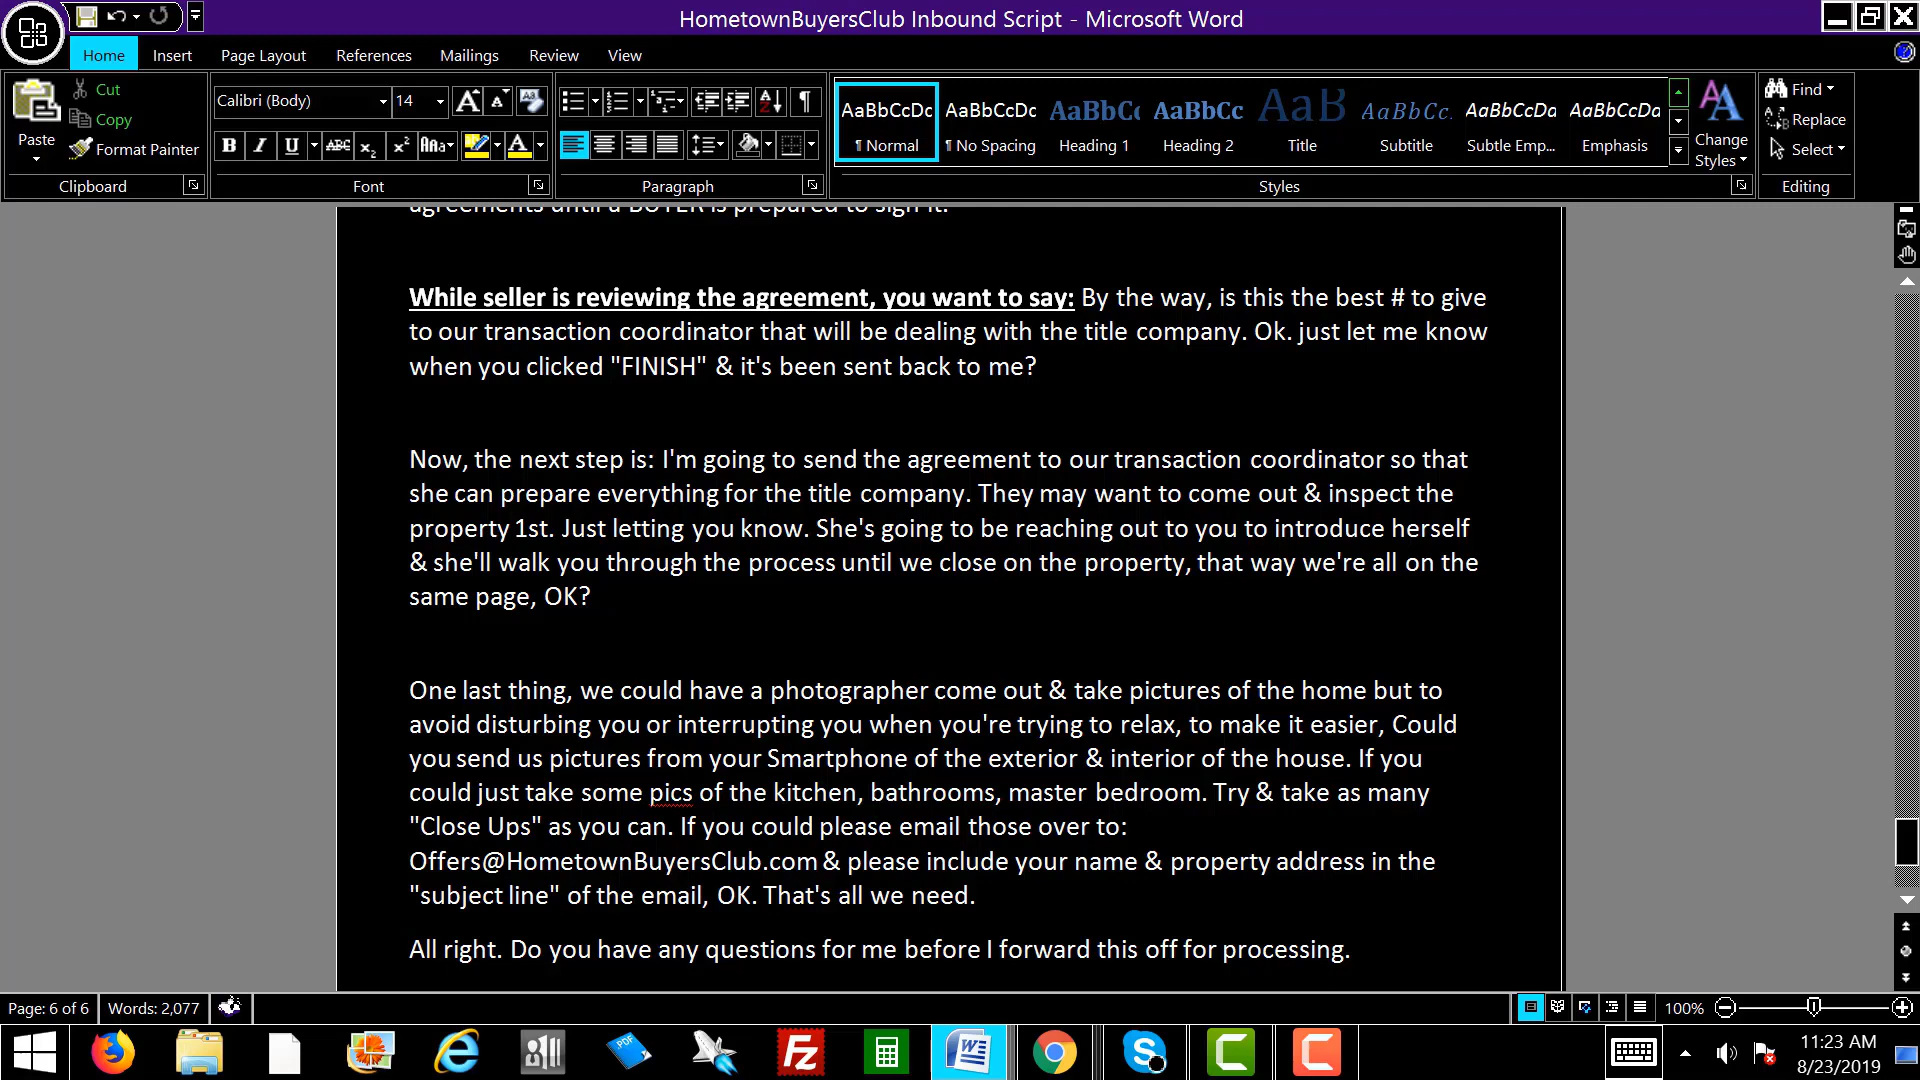 HometownBuyersClub Inbound Script - Microsoft Word
Home Insert Page Layout References Mailings Review View
Paste
Cut
Copy
Format Painter
Clipboard
Calibri (Body) 14
Font
Paragraph
AaBbCcDc AaBbCcDc AaBbCc AaBbCc AaB AaBbCc. AaBbCcDa AaBbCcDa
¶ Normal ¶ No Spacing Heading 1 Heading 2 Title Subtitle Subtle Emp... Emphasis
Change
Styles
Styles
Find
Replace
Select
Editing
agreements until a BUYER is prepared to sign it.
While seller is reviewing the agreement, you want to say: By the way, is this the best # to give
to our transaction coordinator that will be dealing with the title company. Ok. just let me know
when you clicked "FINISH" & it's been sent back to me?
Now, the next step is: I'm going to send the agreement to our transaction coordinator so that
she can prepare everything for the title company. They may want to come out & inspect the
property 1st. Just letting you know. She's going to be reaching out to you to introduce herself
& she'll walk you through the process until we close on the property, that way we're all on the
same page, OK?
One last thing, we could have a photographer come out & take pictures of the home but to
avoid disturbing you or interrupting you when you're trying to relax, to make it easier, Could
you send us pictures from your Smartphone of the exterior & interior of the house. If you
could just take some pics of the kitchen, bathrooms, master bedroom. Try & take as many
"Close Ups" as you can. If you could please email those over to:
Offers@HometownBuyersClub.com & please include your name & property address in the
"subject line" of the email, OK. That's all we need.
All right. Do you have any questions for me before I forward this off for processing.
Page: 6 of 6 Words: 2,077 100%
11:23 AM
8/23/2019